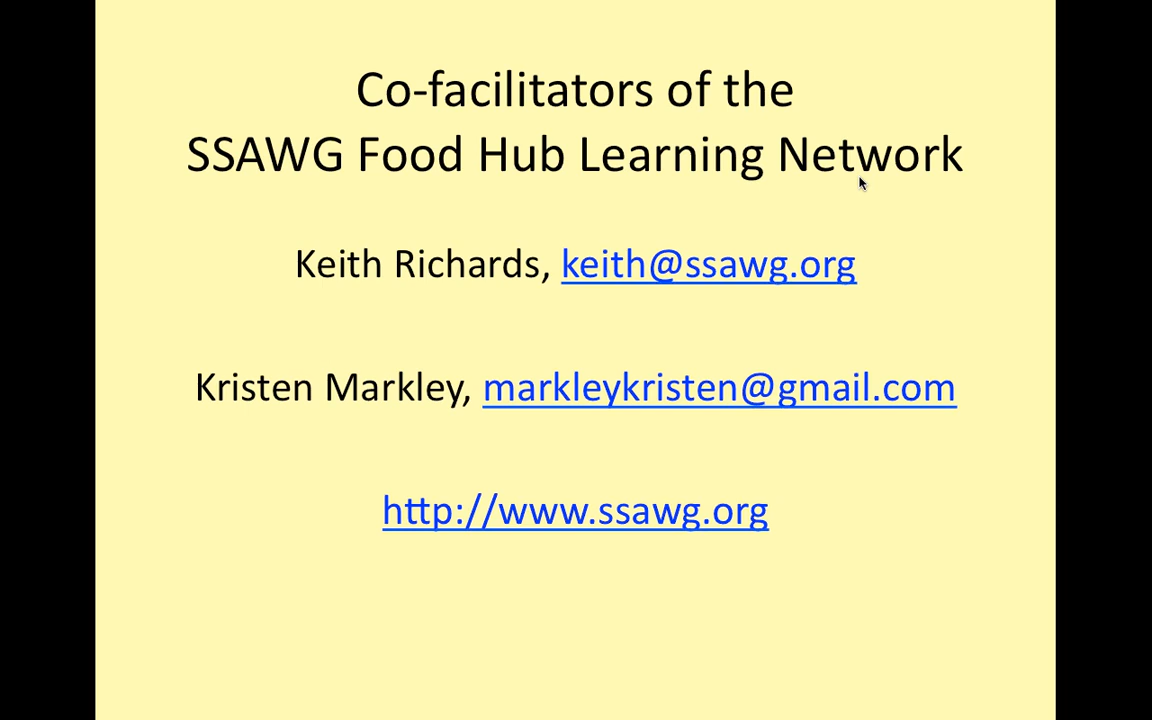 Co-facilitators of the
SSAWG Food Hub Learning Network
Keith Richards, keith@ssawg.org
Kristen Markley, markleykristen@gmail.com
http://www.ssawg.org